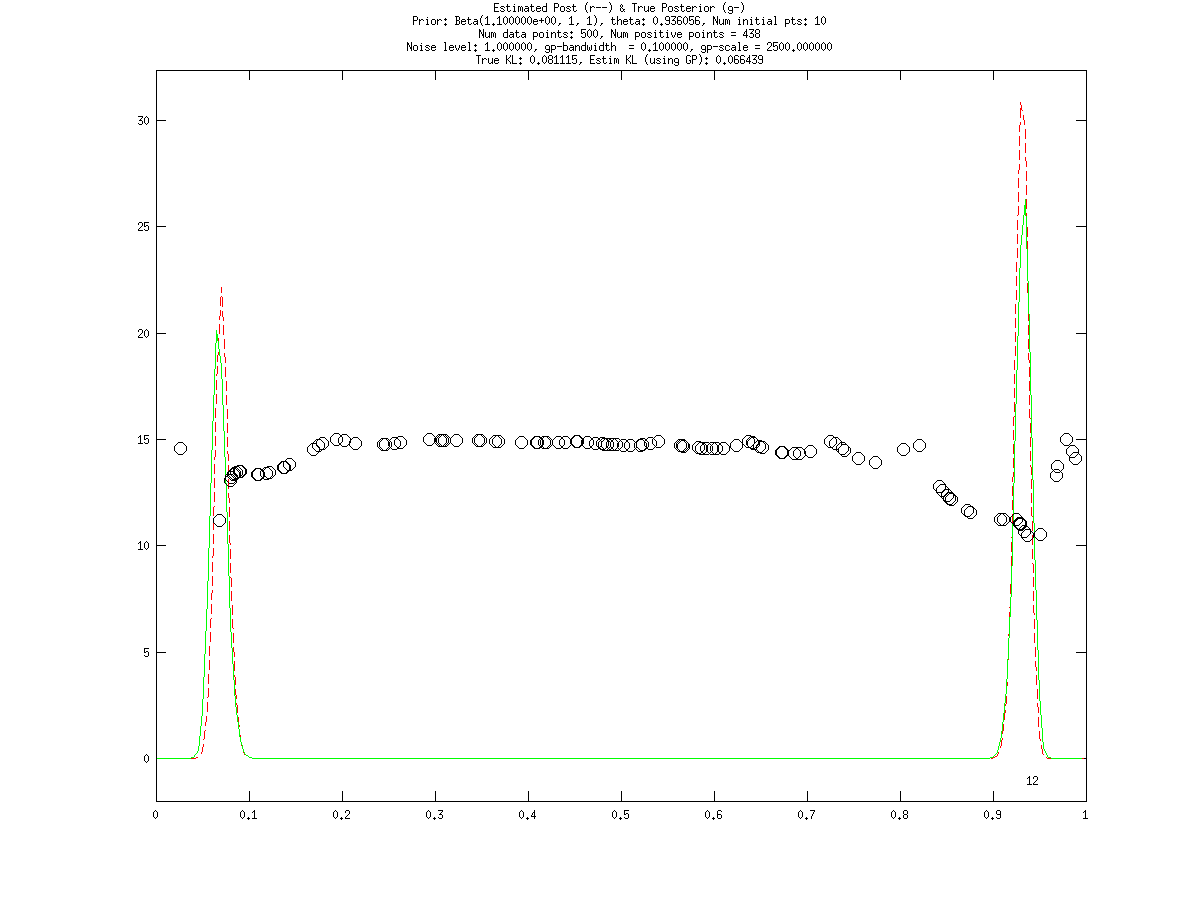 Estimated Post (r--) & True Posterior (g-)
Prior: Beta(1.100000e+00, 1, 1), theta: 0.936056, Num initial pts: 10
Num data points: 500, Num positive points = 438
Noise level: 1.000000, gp-bandwidth  = 0.100000, gp-scale = 2500.000000
True KL: 0.081115, Estim KL (using GP): 0.066439
30
25
20
15
10
5
0
12
0 0.1 0.2 0.3 0.4 0.5 0.6 0.7 0.8 0.9 1